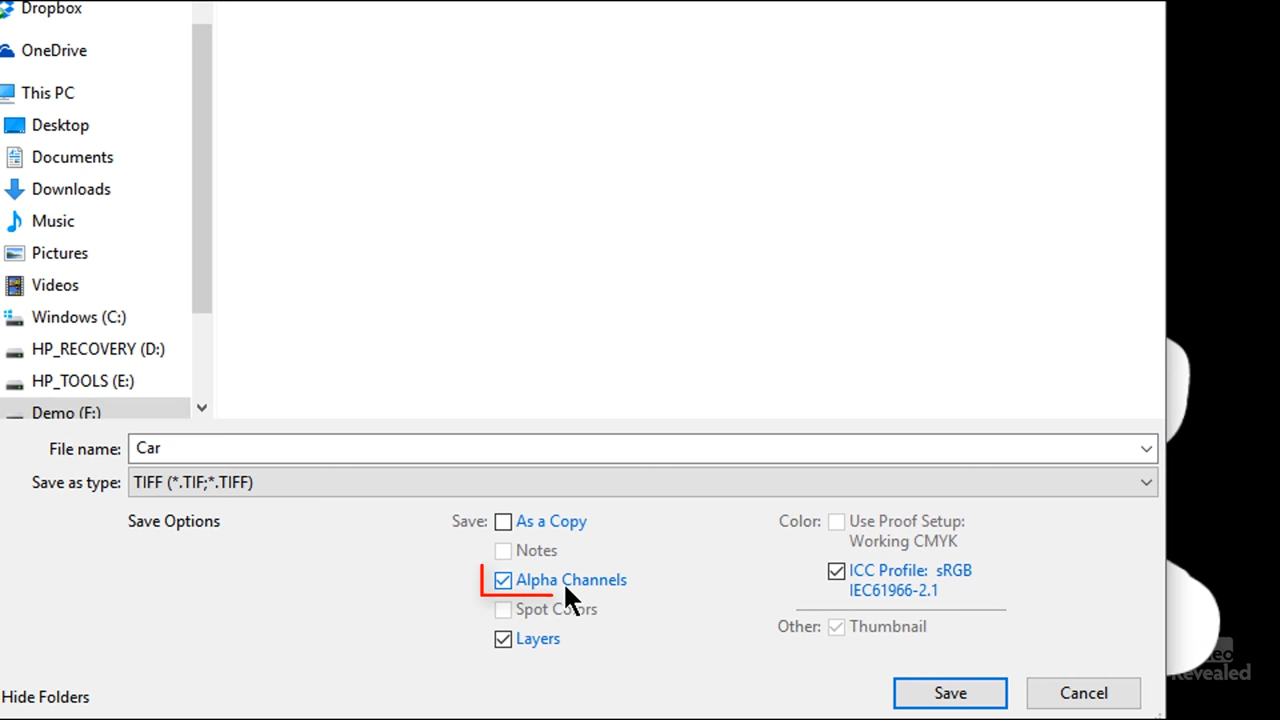 Dropbox
OneDrive
This PC
Desktop
Documents
Downloads
Music
Pictures
Videos
Windows (C:)
HP_RECOVERY (D:)
HP_TOOLS (E:)
Demo (F:)
File name: Car
Save as type: TIFF (*.TIF;*.TIFF)
Save Options
Save: As a Copy
Notes
Alpha Channels
Spot Colors
Layers
Color: Use Proof Setup:
Working CMYK
ICC Profile: sRGB
IEC61966-2.1
Other: Thumbnail
Hide Folders
Save
Cancel
Revealed